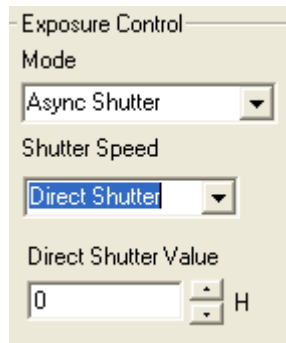 Exposure Control
Mode
Async Shutter
Shutter Speed
Direct Shutter
Direct Shutter Value
0 H